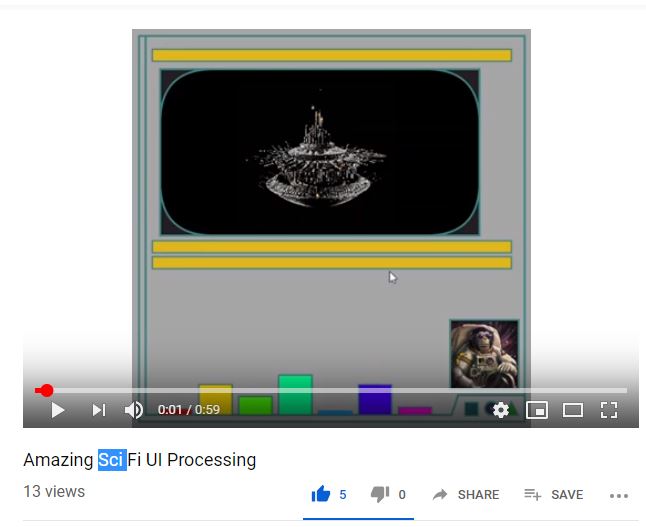 0:01 / 0:59
Amazing Sci Fi UI Processing
13 views
5
0
SHARE
SAVE